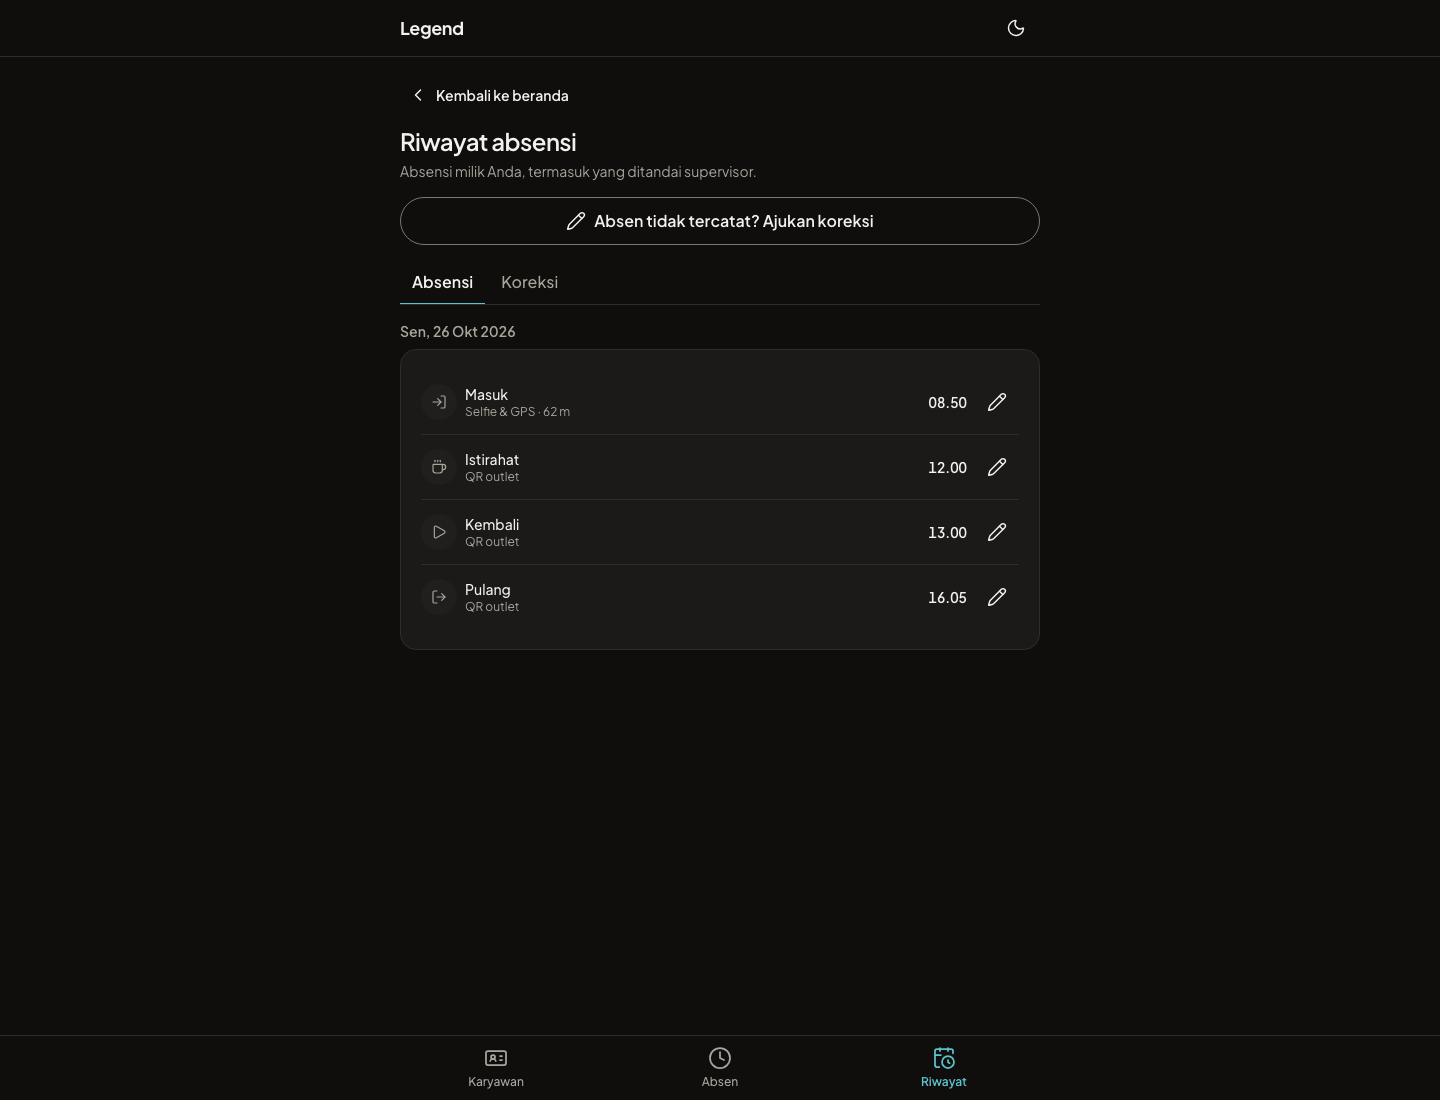 Legend
Kembali ke beranda
Riwayat absensi
Absensi milik Anda, termasuk yang ditandai supervisor.
Absen tidak tercatat? Ajukan koreksi
Absensi
Koreksi
Sen, 26 Okt 2026
Masuk
Selfie & GPS · 62 m
08.50
Istirahat
QR outlet
12.00
Kembali
QR outlet
13.00
Pulang
QR outlet
16.05
Karyawan
Absen
Riwayat